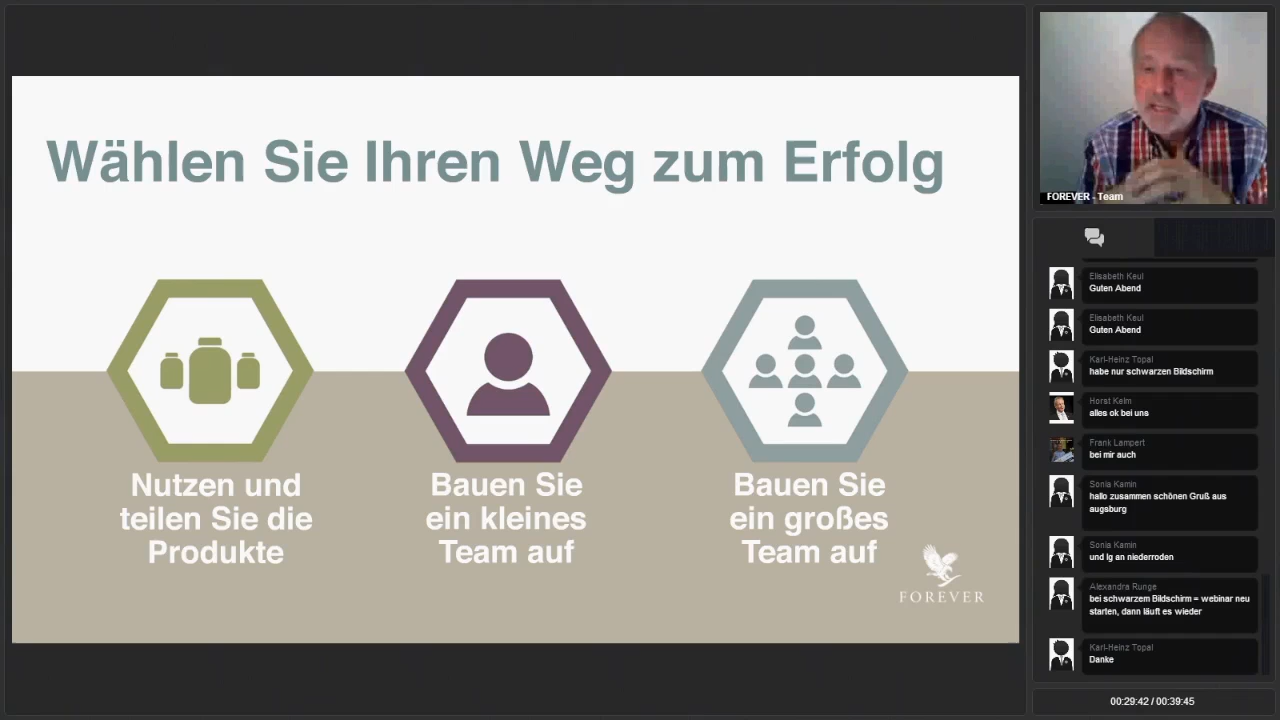 Wählen Sie Ihren Weg zum Erfolg
Nutzen und
teilen Sie die
Produkte
Bauen Sie
ein kleines
Team auf
Bauen Sie
ein großes
Team auf
FOREVER
FOREVER - Team
Elisabeth Keul
Guten Abend
Elisabeth Keul
Guten Abend
Karl-Heinz Topal
habe nur schwarzen Bildschirm
Horst Kelm
alles ok bei uns
Frank Lampert
bei mir auch
Sonia Kamin
hallo zusammen schönen Gruß aus
augsburg
Sonia Kamin
und lg an niederroden
Alexandra Runge
bei schwarzem Bildschirm = webinar neu
starten, dann läuft es wieder
Karl-Heinz Topal
Danke
00:29:42 / 00:39:45